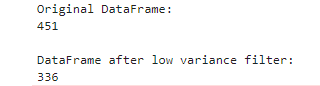 Original DataFrame:
451
DataFrame after low variance filter:
336